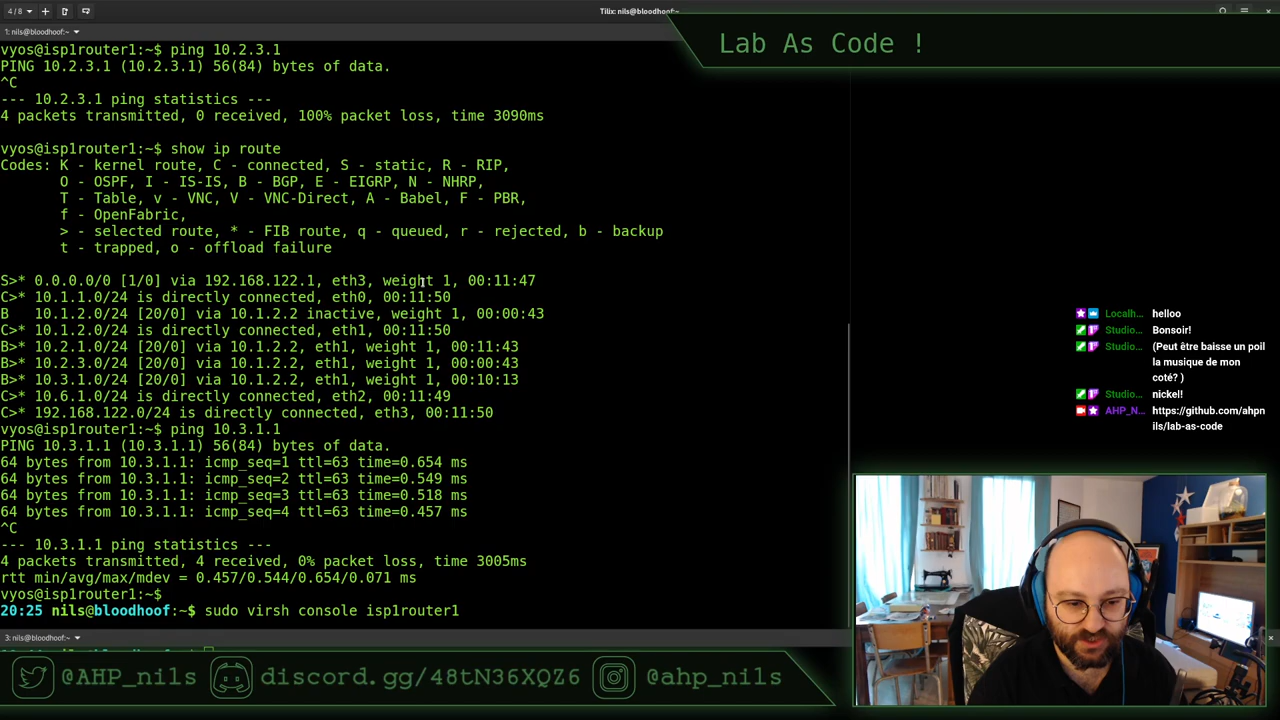 4 / 8
Tilix: nils@bloodhoof:~
1: nils@bloodhoof:~
Lab As Code !
vyos@isp1router1:~$ ping 10.2.3.1
PING 10.2.3.1 (10.2.3.1) 56(84) bytes of data.
^C
--- 10.2.3.1 ping statistics ---
4 packets transmitted, 0 received, 100% packet loss, time 3090ms
vyos@isp1router1:~$ show ip route
Codes: K - kernel route, C - connected, S - static, R - RIP,
O - OSPF, I - IS-IS, B - BGP, E - EIGRP, N - NHRP,
T - Table, v - VNC, V - VNC-Direct, A - Babel, F - PBR,
f - OpenFabric,
> - selected route, * - FIB route, q - queued, r - rejected, b - backup
t - trapped, o - offload failure
S>* 0.0.0.0/0 [1/0] via 192.168.122.1, eth3, weight 1, 00:11:47
C>* 10.1.1.0/24 is directly connected, eth0, 00:11:50
B   10.1.2.0/24 [20/0] via 10.1.2.2 inactive, weight 1, 00:00:43
C>* 10.1.2.0/24 is directly connected, eth1, 00:11:50
B>* 10.2.1.0/24 [20/0] via 10.1.2.2, eth1, weight 1, 00:11:43
B>* 10.2.3.0/24 [20/0] via 10.1.2.2, eth1, weight 1, 00:00:43
B>* 10.3.1.0/24 [20/0] via 10.1.2.2, eth1, weight 1, 00:10:13
C>* 10.6.1.0/24 is directly connected, eth2, 00:11:49
C>* 192.168.122.0/24 is directly connected, eth3, 00:11:50
vyos@isp1router1:~$ ping 10.3.1.1
PING 10.3.1.1 (10.3.1.1) 56(84) bytes of data.
64 bytes from 10.3.1.1: icmp_seq=1 ttl=63 time=0.654 ms
64 bytes from 10.3.1.1: icmp_seq=2 ttl=63 time=0.549 ms
64 bytes from 10.3.1.1: icmp_seq=3 ttl=63 time=0.518 ms
64 bytes from 10.3.1.1: icmp_seq=4 ttl=63 time=0.457 ms
^C
--- 10.3.1.1 ping statistics ---
4 packets transmitted, 4 received, 0% packet loss, time 3005ms
rtt min/avg/max/mdev = 0.457/0.544/0.654/0.071 ms
vyos@isp1router1:~$
20:25 nils@bloodhoof:~$ sudo virsh console isp1router1
3: nils@bloodhoof:~
Localh... helloo
Studio... Bonsoir!
Studio... (Peut être baisse un poil
la musique de mon
coté? )
Studio... nickel!
AHP_N... https://github.com/ahpn
ils/lab-as-code
@AHP_nils
discord.gg/48tN36XQZ6
@ahp_nils